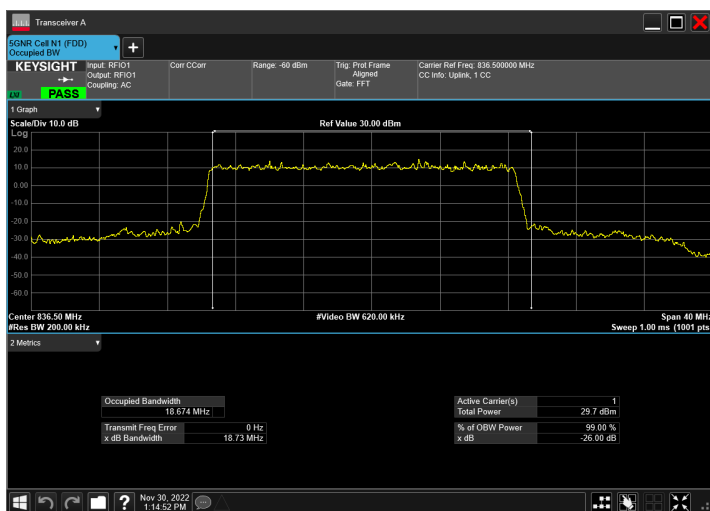 Transceiver A
5GNR Cell N1 (FDD)
Occupied BW
KEYSIGHT
Input: RFIO1
Output: RFIO1
Coupling: AC
Corr CCorr
Range: -60 dBm
Trig: Prot Frame
Aligned
Gate: FFT
Carrier Ref Freq: 836.500000 MHz
CC Info: Uplink, 1 CC
LXI
PASS
1 Graph
Scale/Div 10.0 dB
Ref Value 30.00 dBm
Log
20.0
10.0
0.00
-10.0
-20.0
-30.0
-40.0
-50.0
-60.0
Center 836.50 MHz
#Video BW 620.00 kHz
Span 40 MHz
#Res BW 200.00 kHz
Sweep 1.00 ms (1001 pts
2 Metrics
Occupied Bandwidth
18.674 MHz
Active Carrier(s) 1
Total Power 29.7 dBm
Transmit Freq Error 0 Hz
x dB Bandwidth 18.73 MHz
% of OBW Power 99.00 %
x dB -26.00 dB
Nov 30, 2022
1:14:52 PM